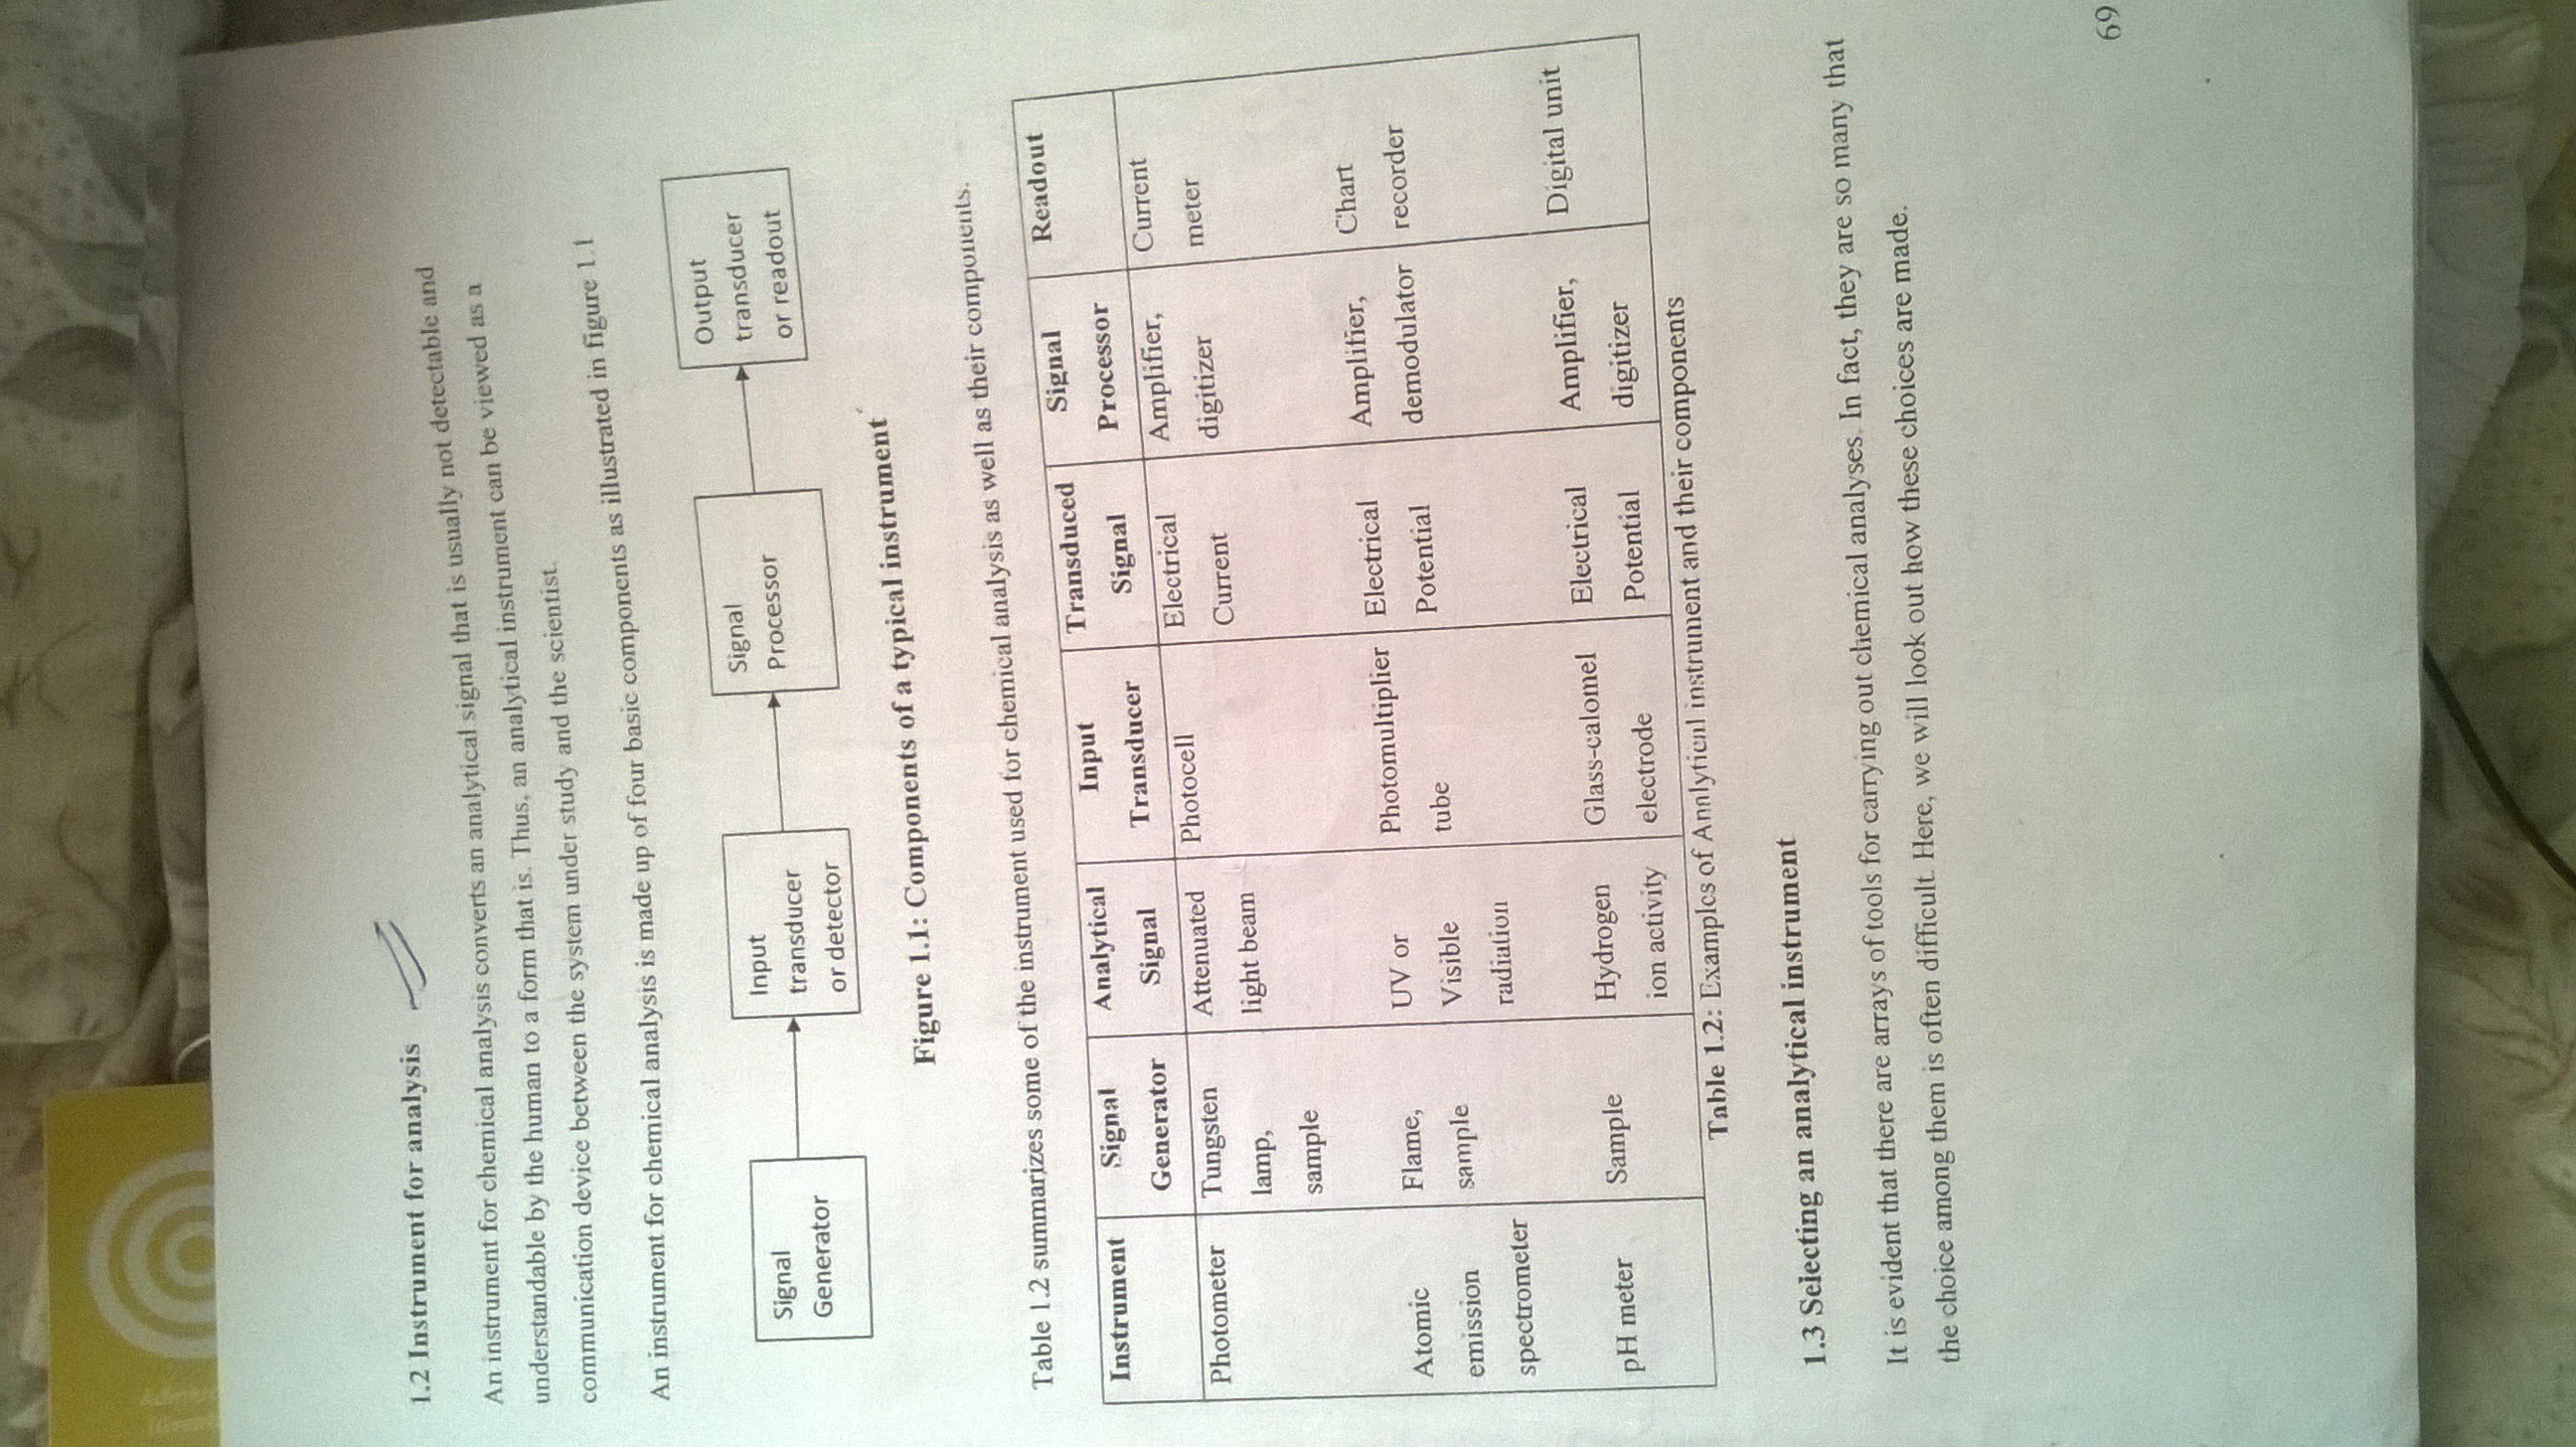 1.2 Instrument for analysis
An instrument for chemical analysis converts an analytical signal that is usually not detectable and
understandable by the human to a form that is. Thus, an analytical instrument can be viewed as a
communication device between the system under study and the scientist.
An instrument for chemical analysis is made up of four basic components as illustrated in figure 1.1
Signal
Generator
Input
transducer
or detector
Signal
Processor
Output
transducer
or readout
Figure 1.1: Components of a typical instrument
Table 1.2 summarizes some of the instrument used for chemical analysis as well as their components.
Instrument Signal Analytical Input Transduced Signal Readout
Generator Signal Transducer Signal Processor
Photometer Tungsten Attenuated Photocell Electrical Amplifier, Current
lamp, light beam Current digitizer meter
sample
Atomic Flame, UV or Photomultiplier Electrical Amplifier, Chart
emission sample Visible tube Potential demodulator recorder
spectrometer radiation
pH meter Sample Hydrogen Glass-calomel Electrical Amplifier, Digital unit
ion activity electrode Potential digitizer
Table 1.2: Examples of Analytical instrument and their components
1.3 Selecting an analytical instrument
It is evident that there are arrays of tools for carrying out chemical analyses. In fact, they are so many that
the choice among them is often difficult. Here, we will look out how these choices are made.
69